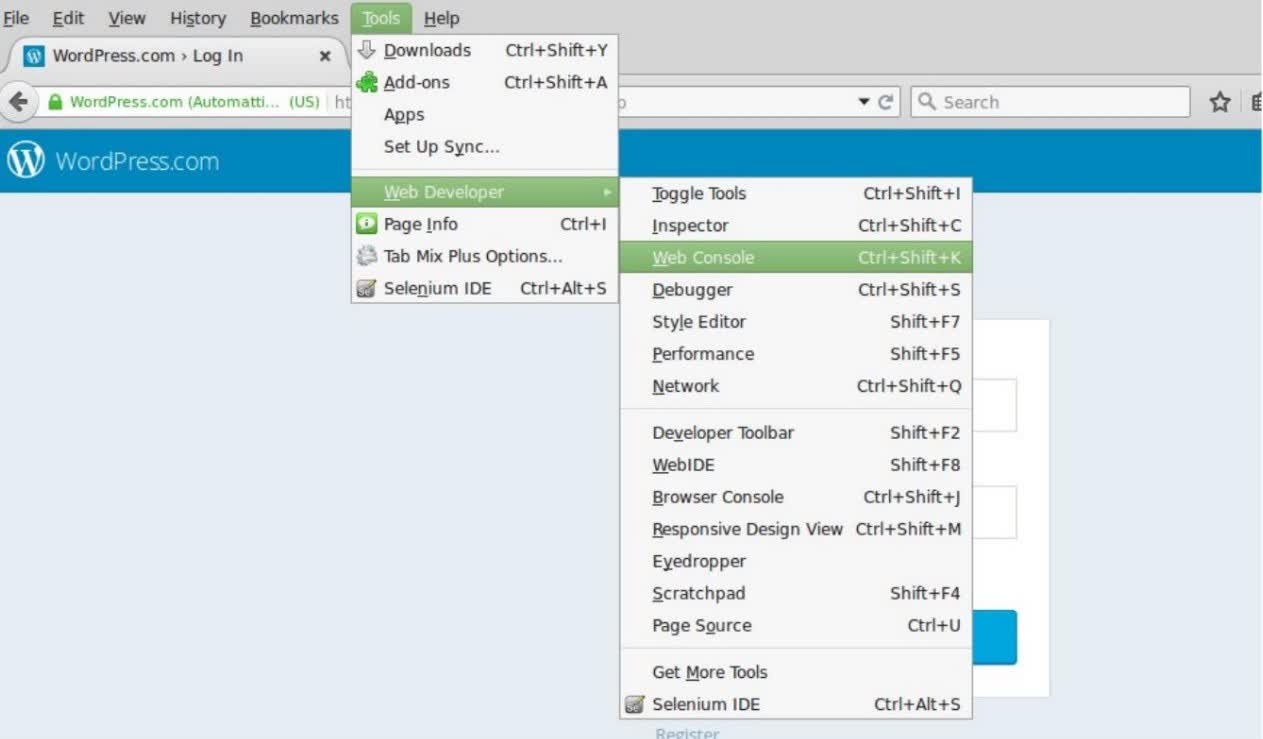 File Edit View History Bookmarks Tools Help
WordPress.com › Log In
WordPress.com (Automatti... (US)
Search
WordPress.com
Downloads Ctrl+Shift+Y
Add-ons Ctrl+Shift+A
Apps
Set Up Sync...
Web Developer
Page Info Ctrl+I
Tab Mix Plus Options...
Selenium IDE Ctrl+Alt+S
Toggle Tools Ctrl+Shift+I
Inspector Ctrl+Shift+C
Web Console Ctrl+Shift+K
Debugger Ctrl+Shift+S
Style Editor Shift+F7
Performance Shift+F5
Network Ctrl+Shift+Q
Developer Toolbar Shift+F2
WebIDE Shift+F8
Browser Console Ctrl+Shift+J
Responsive Design View Ctrl+Shift+M
Eyedropper
Scratchpad Shift+F4
Page Source Ctrl+U
Get More Tools
Selenium IDE Ctrl+Alt+S
Register